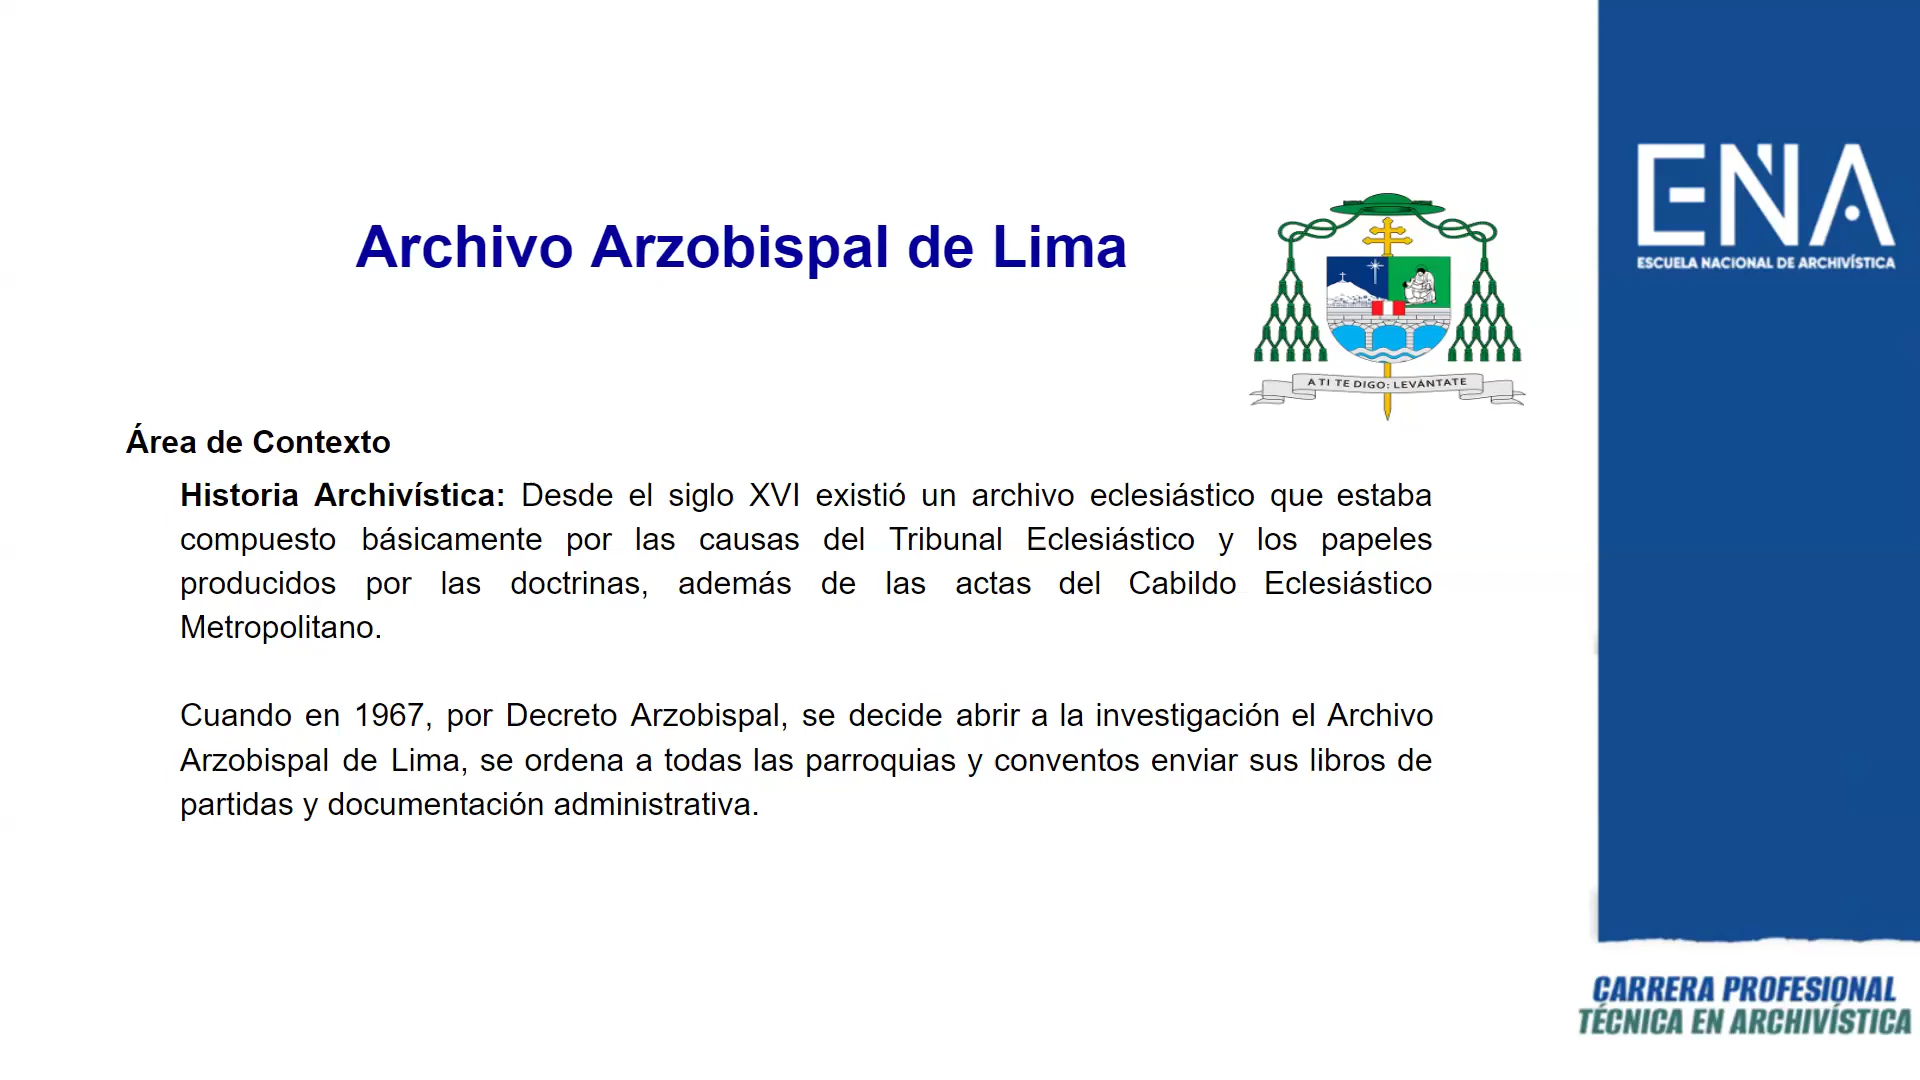 Archivo Arzobispal de Lima
A TI TE DIGO: LEVÁNTATE
ENA
ESCUELA NACIONAL DE ARCHIVÍSTICA
Área de Contexto
Historia Archivística: Desde el siglo XVI existió un archivo eclesiástico que estaba
compuesto básicamente por las causas del Tribunal Eclesiástico y los papeles
producidos por las doctrinas, además de las actas del Cabildo Eclesiástico
Metropolitano.
Cuando en 1967, por Decreto Arzobispal, se decide abrir a la investigación el Archivo
Arzobispal de Lima, se ordena a todas las parroquias y conventos enviar sus libros de
partidas y documentación administrativa.
CARRERA PROFESIONAL
TÉCNICA EN ARCHIVÍSTICA